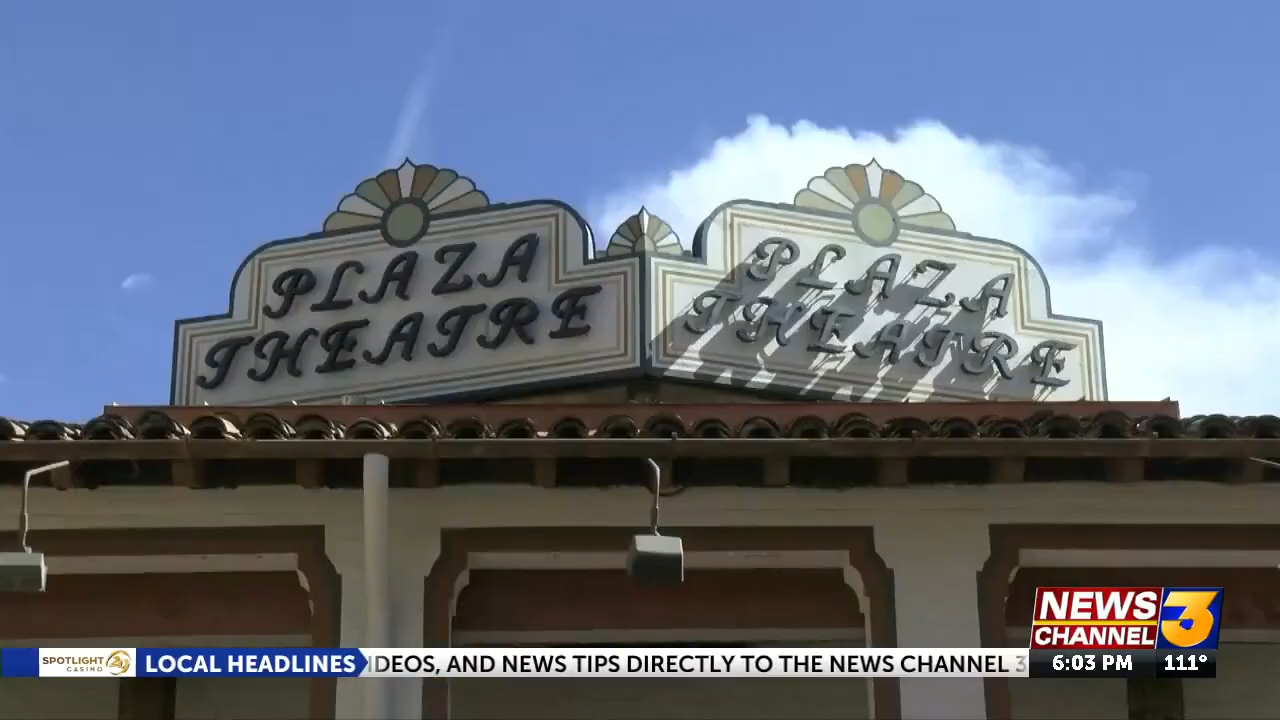 PLAZA
THEATRE
PLAZA
THEATRE
NEWS
CHANNEL 3
6:03 PM 111°
SPOTLIGHT
CASINO
LOCAL HEADLINES
IDEOS, AND NEWS TIPS DIRECTLY TO THE NEWS CHANNEL 3